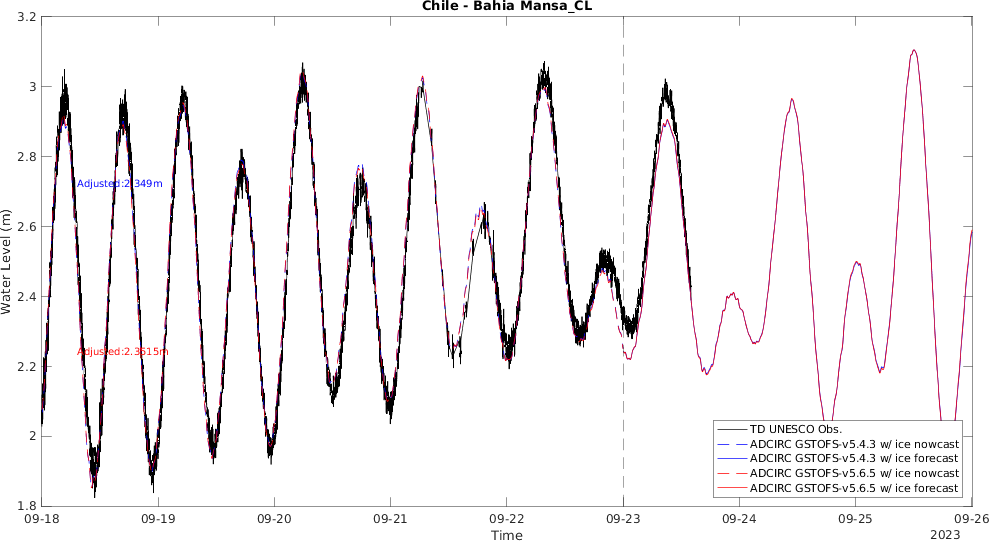 Chile - Bahia Mansa_CL
3.2
3
2.8
2.6
2.4
2.2
2
1.8
Water Level (m)
Adjusted:2.349m
Adjusted:2.3615m
TD UNESCO Obs.
ADCIRC GSTOFS-v5.4.3 w/ ice nowcast
ADCIRC GSTOFS-v5.4.3 w/ ice forecast
ADCIRC GSTOFS-v5.6.5 w/ ice nowcast
ADCIRC GSTOFS-v5.6.5 w/ ice forecast
09-18 09-19 09-20 09-21 09-22 09-23 09-24 09-25 09-26
Time
2023